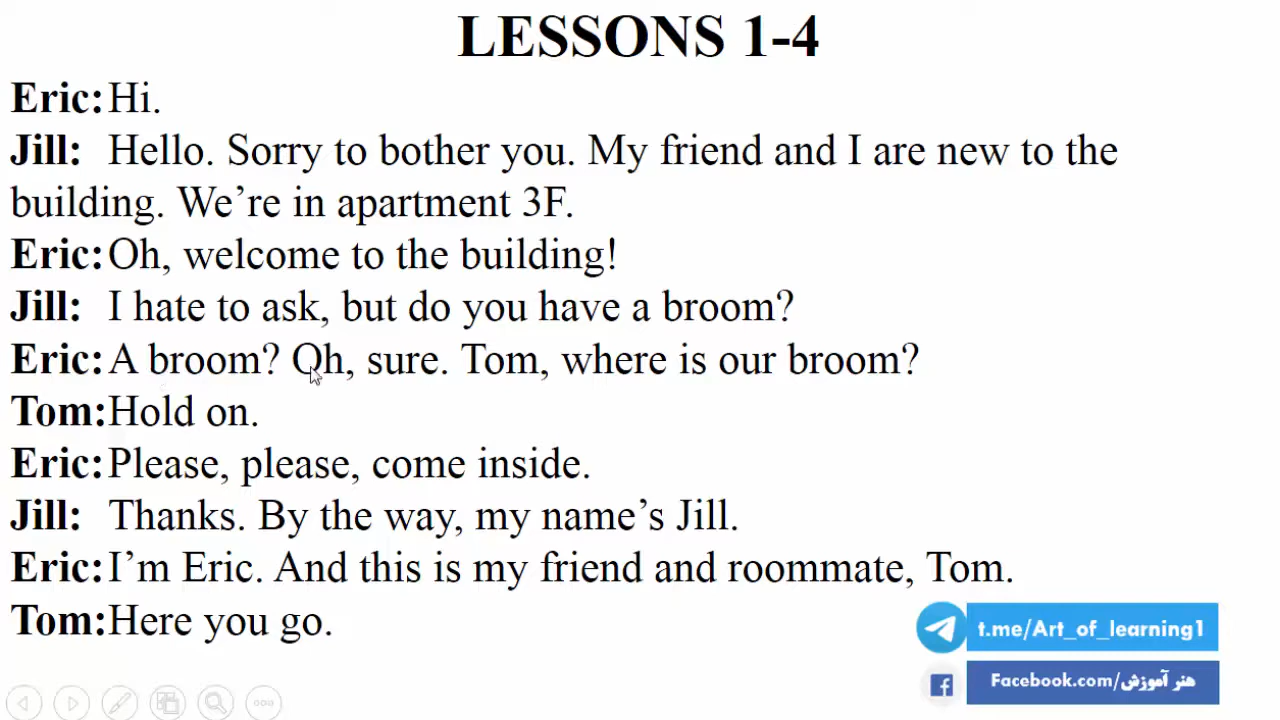 LESSONS 1-4
Eric: Hi.
Jill: Hello. Sorry to bother you. My friend and I are new to the
building. We’re in apartment 3F.
Eric: Oh, welcome to the building!
Jill: I hate to ask, but do you have a broom?
Eric: A broom? Oh, sure. Tom, where is our broom?
Tom: Hold on.
Eric: Please, please, come inside.
Jill: Thanks. By the way, my name’s Jill.
Eric: I’m Eric. And this is my friend and roommate, Tom.
Tom: Here you go.
t.me/Art_of_learning1
Facebook.com/هنر آموزش